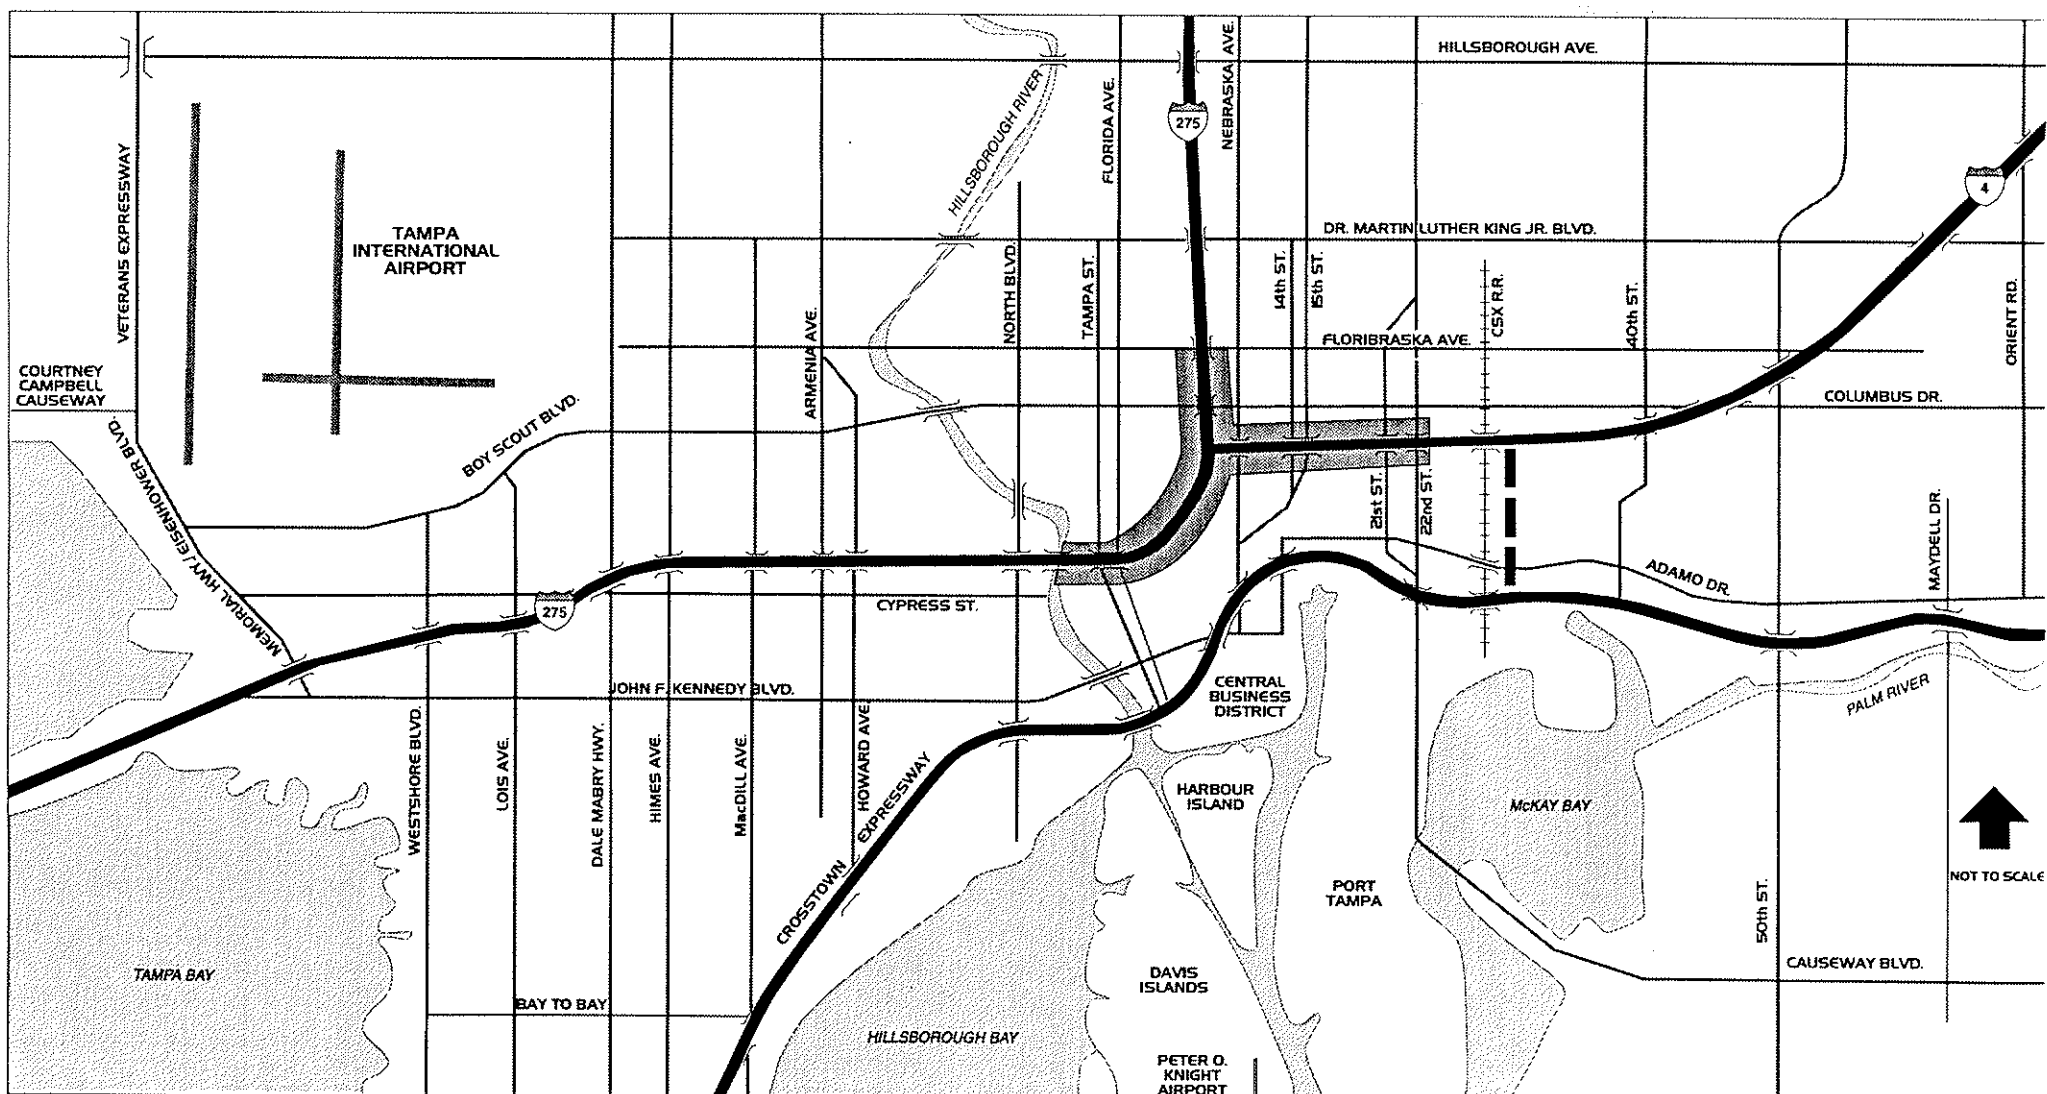 HILLSBOROUGH AVE.
NEBRASKA AVE.
HILLSBOROUGH RIVER
FLORIDA AVE.
275
VETERANS EXPRESSWAY
4
TAMPA
INTERNATIONAL
AIRPORT
DR. MARTIN LUTHER KING JR. BLVD.
NORTH BLVD.
TAMPA ST.
14th ST.
15th ST.
CSX R.R.
40th ST.
ORIENT RD.
ARMENIA AVE.
FLORIBRASKA AVE.
COURTNEY
CAMPBELL
CAUSEWAY
COLUMBUS DR.
BOY SCOUT BLVD.
MEMORIAL HWY / EISENHOWER BLVD.
21st ST.
22nd ST.
MAYDELL DR.
ADAMO DR.
275
CYPRESS ST.
JOHN F. KENNEDY BLVD.
CENTRAL
BUSINESS
DISTRICT
PALM RIVER
WESTSHORE BLVD.
LOIS AVE.
DALE MABRY HWY.
HIMES AVE.
MacDILL AVE.
HOWARD AVE.
CROSSTOWN EXPRESSWAY
HARBOUR
ISLAND
McKAY BAY
PORT
TAMPA
NOT TO SCALE
50th ST.
CAUSEWAY BLVD.
TAMPA BAY
DAVIS
ISLANDS
BAY TO BAY
HILLSBOROUGH BAY
PETER O.
KNIGHT
AIRPORT